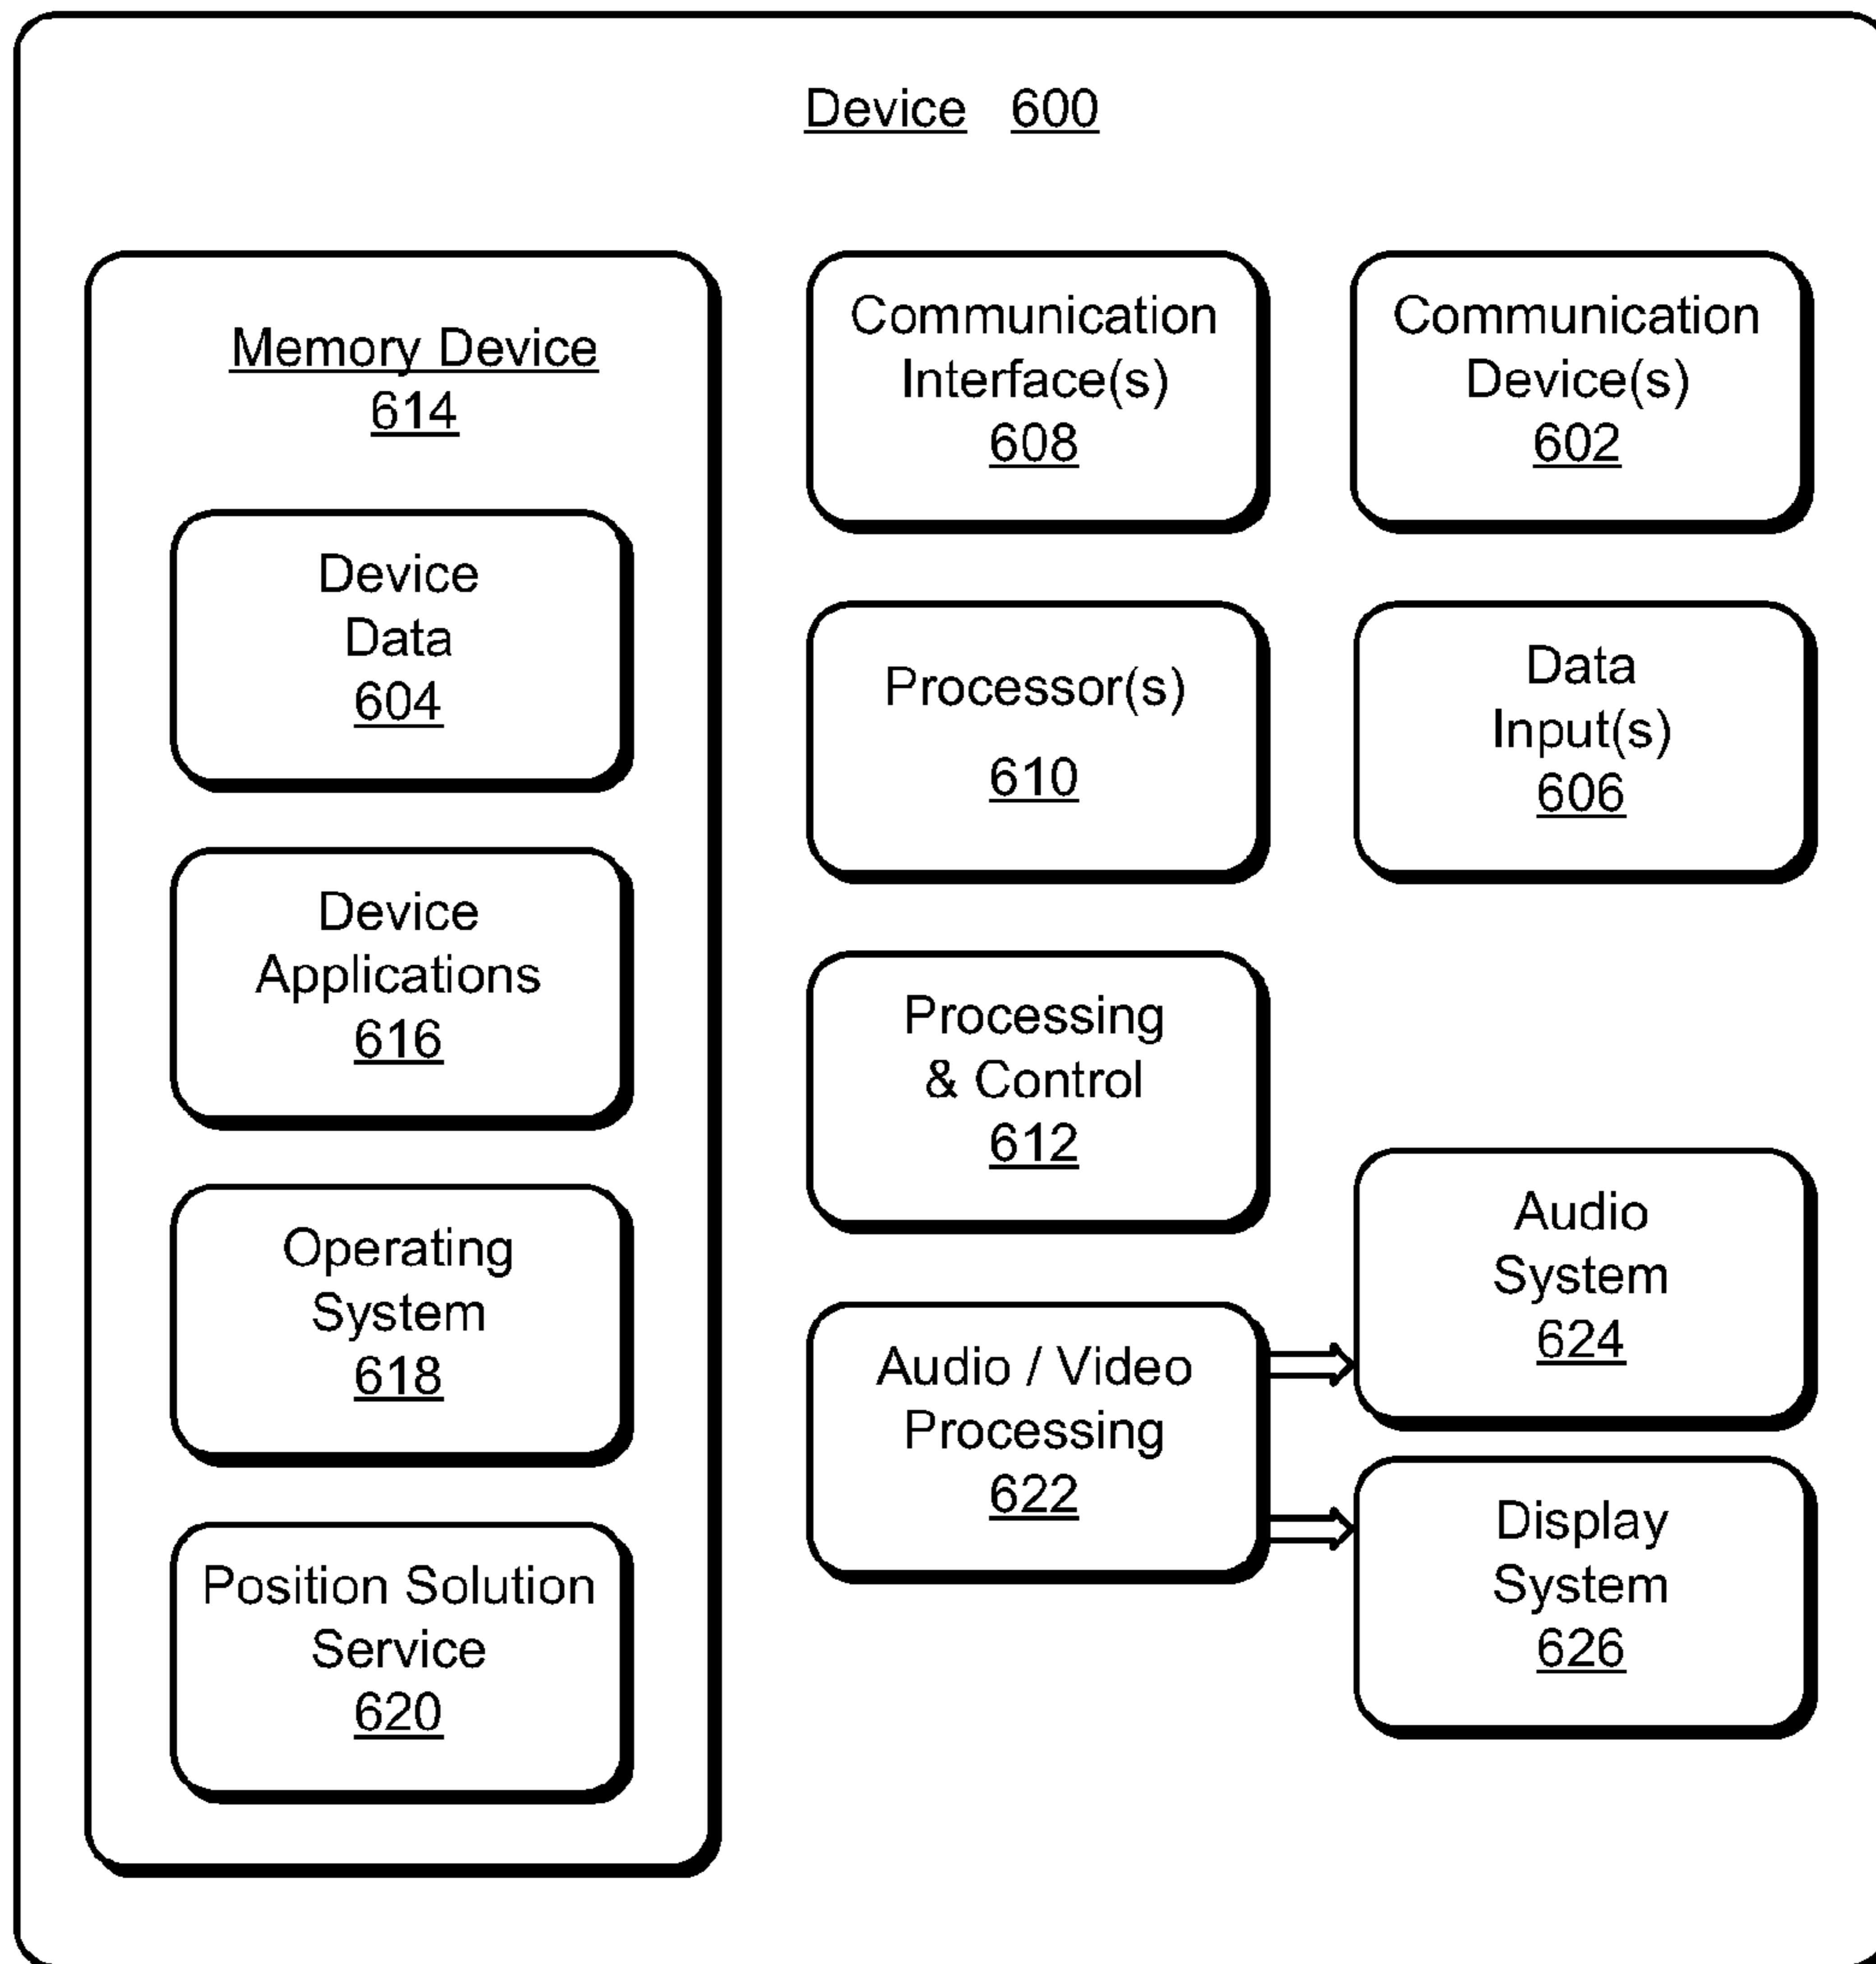 Device 600
Memory Device
614
Device
Data
604
Device
Applications
616
Operating
System
618
Position Solution
Service
620
Communication
Interface(s)
608
Processor(s)
610
Processing
& Control
612
Audio / Video
Processing
622
Communication
Device(s)
602
Data
Input(s)
606
Audio
System
624
Display
System
626